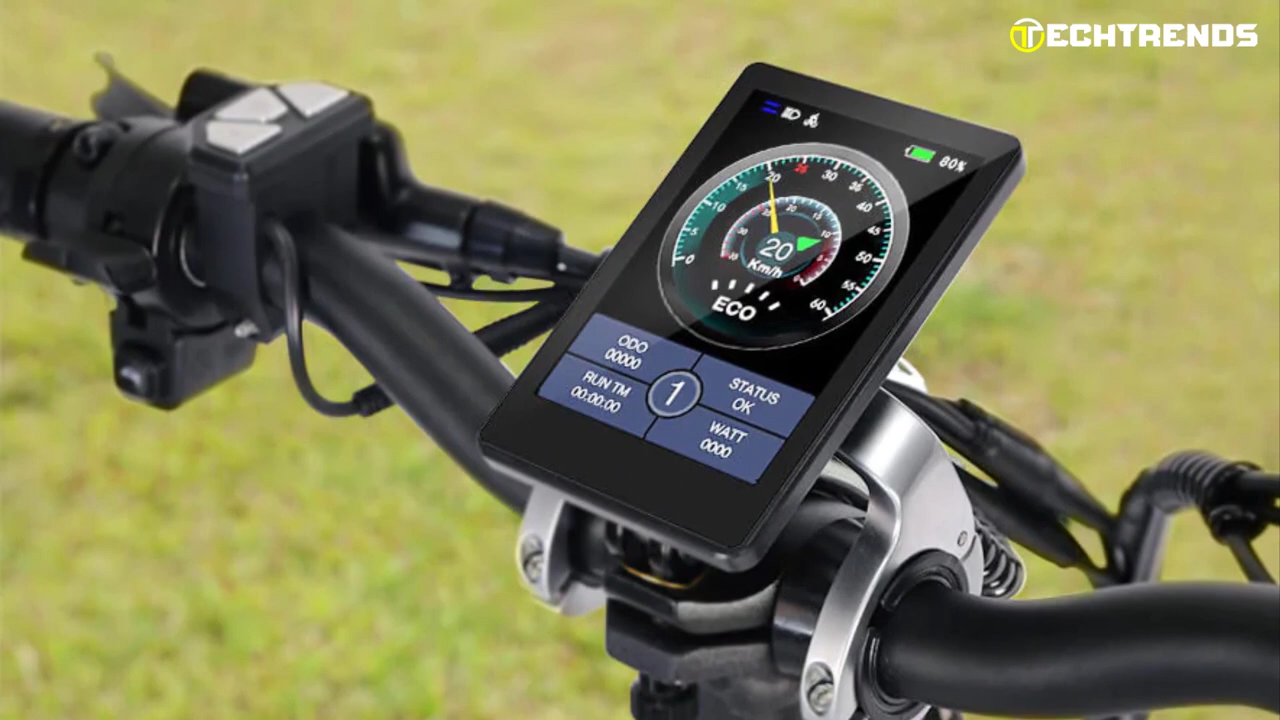 TECHTRENDS
80%
0 5 10 15 20 25 30 35 40 45 50 55 60
20
Km/h
ECO
ODO
0000
STATUS
OK
1
RUN TM
00:00:00
WATT
0000